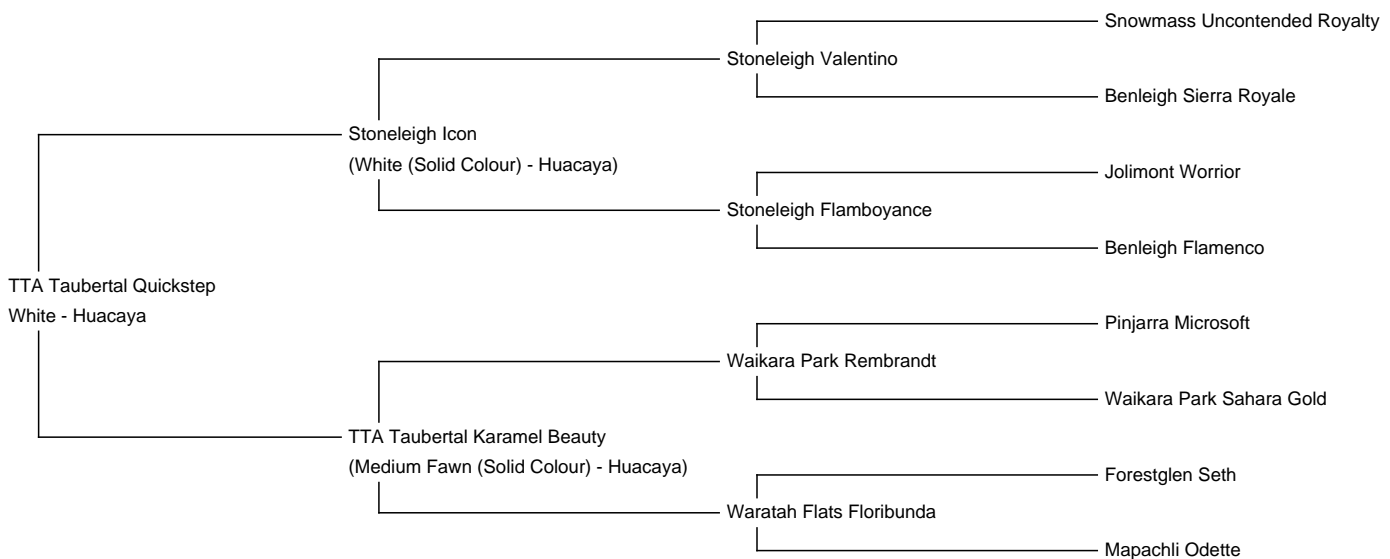 Snowmass Uncontended Royalty
Stoneleigh Valentino
Benleigh Sierra Royale
Stoneleigh Icon
(White (Solid Colour) - Huacaya)
Jolimont Worrior
Stoneleigh Flamboyance
Benleigh Flamenco
TTA Taubertal Quickstep
White - Huacaya
Pinjarra Microsoft
Waikara Park Rembrandt
Waikara Park Sahara Gold
TTA Taubertal Karamel Beauty
(Medium Fawn (Solid Colour) - Huacaya)
Forestglen Seth
Waratah Flats Floribunda
Mapachli Odette